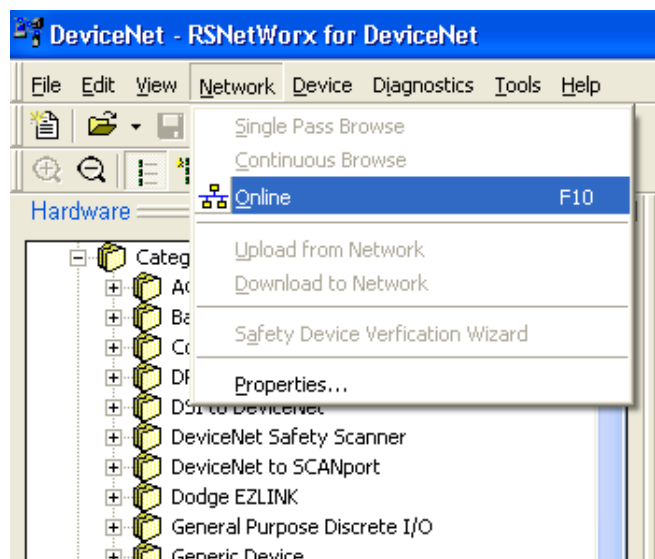 DeviceNet - RSNetWorx for DeviceNet
File Edit View Network Device Diagnostics Tools Help
Single Pass Browse
Continuous Browse
Online F10
Upload from Network
Download to Network
Safety Device Verfication Wizard
Properties...
Hardware
Categ
Ba
DSI to DeviceNet
DeviceNet Safety Scanner
DeviceNet to SCANport
Dodge EZLINK
General Purpose Discrete I/O
Generic Device